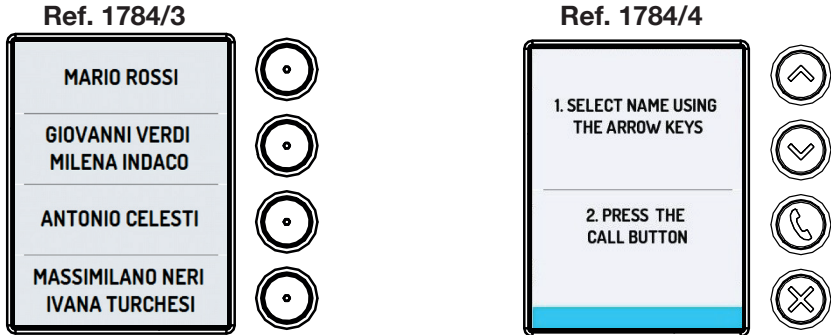 Ref. 1784/3
MARIO ROSSI
GIOVANNI VERDI
MILENA INDACO
ANTONIO CELESTI
MASSIMILANO NERI
IVANA TURCHESI
Ref. 1784/4
1. SELECT NAME USING
THE ARROW KEYS
2. PRESS THE
CALL BUTTON